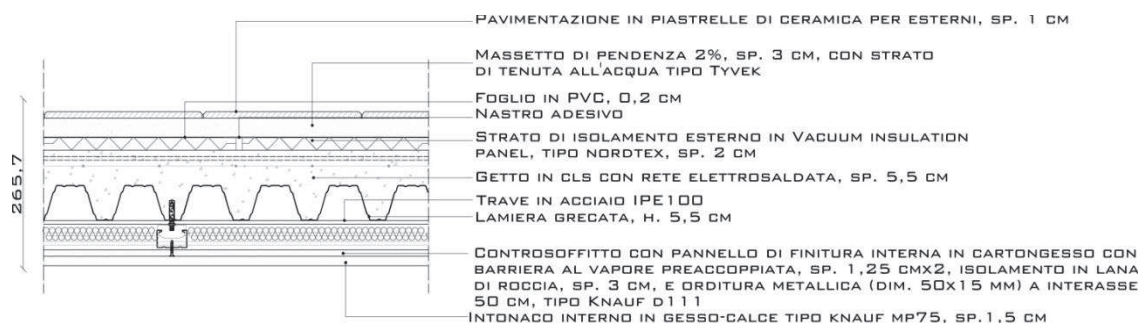 PAVIMENTAZIONE IN PIASTRELLE DI CERAMICA PER ESTERNI, SP. 1 CM
MASSETTO DI PENDENZA 2%, SP. 3 CM, CON STRATO
DI TENUTA ALL'ACQUA TIPO TYVEK
FOGLIO IN PVC, 0,2 CM
NASTRO ADESIVO
STRATO DI ISOLAMENTO ESTERNO IN VACUUM INSULATION
PANEL, TIPO NORDTEX, SP. 2 CM
GETTO IN CLS CON RETE ELETTROSALDATA, SP. 5,5 CM
TRAVE IN ACCIAIO IPE100
LAMIERA GRECATA, H. 5,5 CM
CONTROSOFFITTO CON PANNELLO DI FINITURA INTERNA IN CARTONGESSO CON
BARRIERA AL VAPORE PREACCOPPIATA, SP. 1,25 CMX2, ISOLAMENTO IN LANA
DI ROCCIA, SP. 3 CM, E ORDITURA METALLICA (DIM. 50X15 MM) A INTERASSE
50 CM, TIPO KNAUF D111
INTONACO INTERNO IN GESSO-CALCE TIPO KNAUF MP75, SP.1,5 CM
265,7